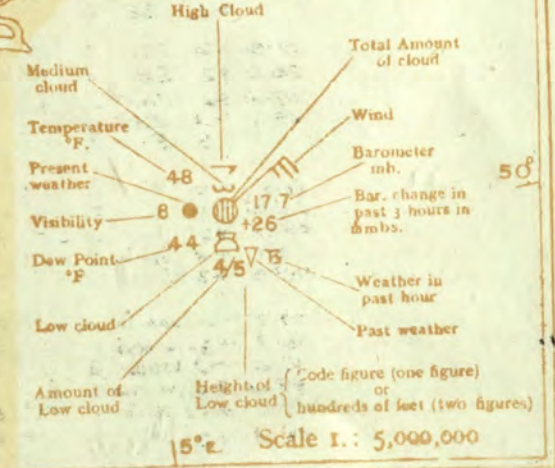 High Cloud
Total Amount
of cloud
Medium
cloud
Wind
Temperature
°F.
Barometer
mb.
Present
weather
48
50°
17 7
Bar. change in
past 3 hours in
mbs.
Visibility
8
+26
Dew Point
°F
44
4/5
Weather in
past hour
Low cloud
Past weather
Amount of
Low cloud
Height of
Low cloud
Code figure (one figure)
or
hundreds of feet (two figures)
5° E
Scale 1 : 5,000,000